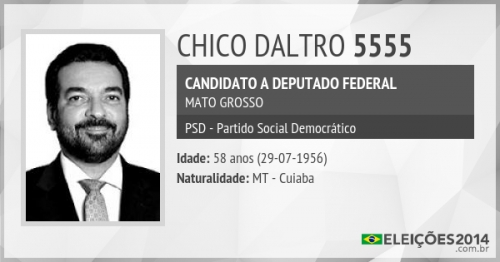 CHICO DALTRO 5555
CANDIDATO A DEPUTADO FEDERAL
MATO GROSSO
PSD - Partido Social Democrático
Idade: 58 anos (29-07-1956)
Naturalidade: MT - Cuiaba
ELEIÇÕES2014
.com.br